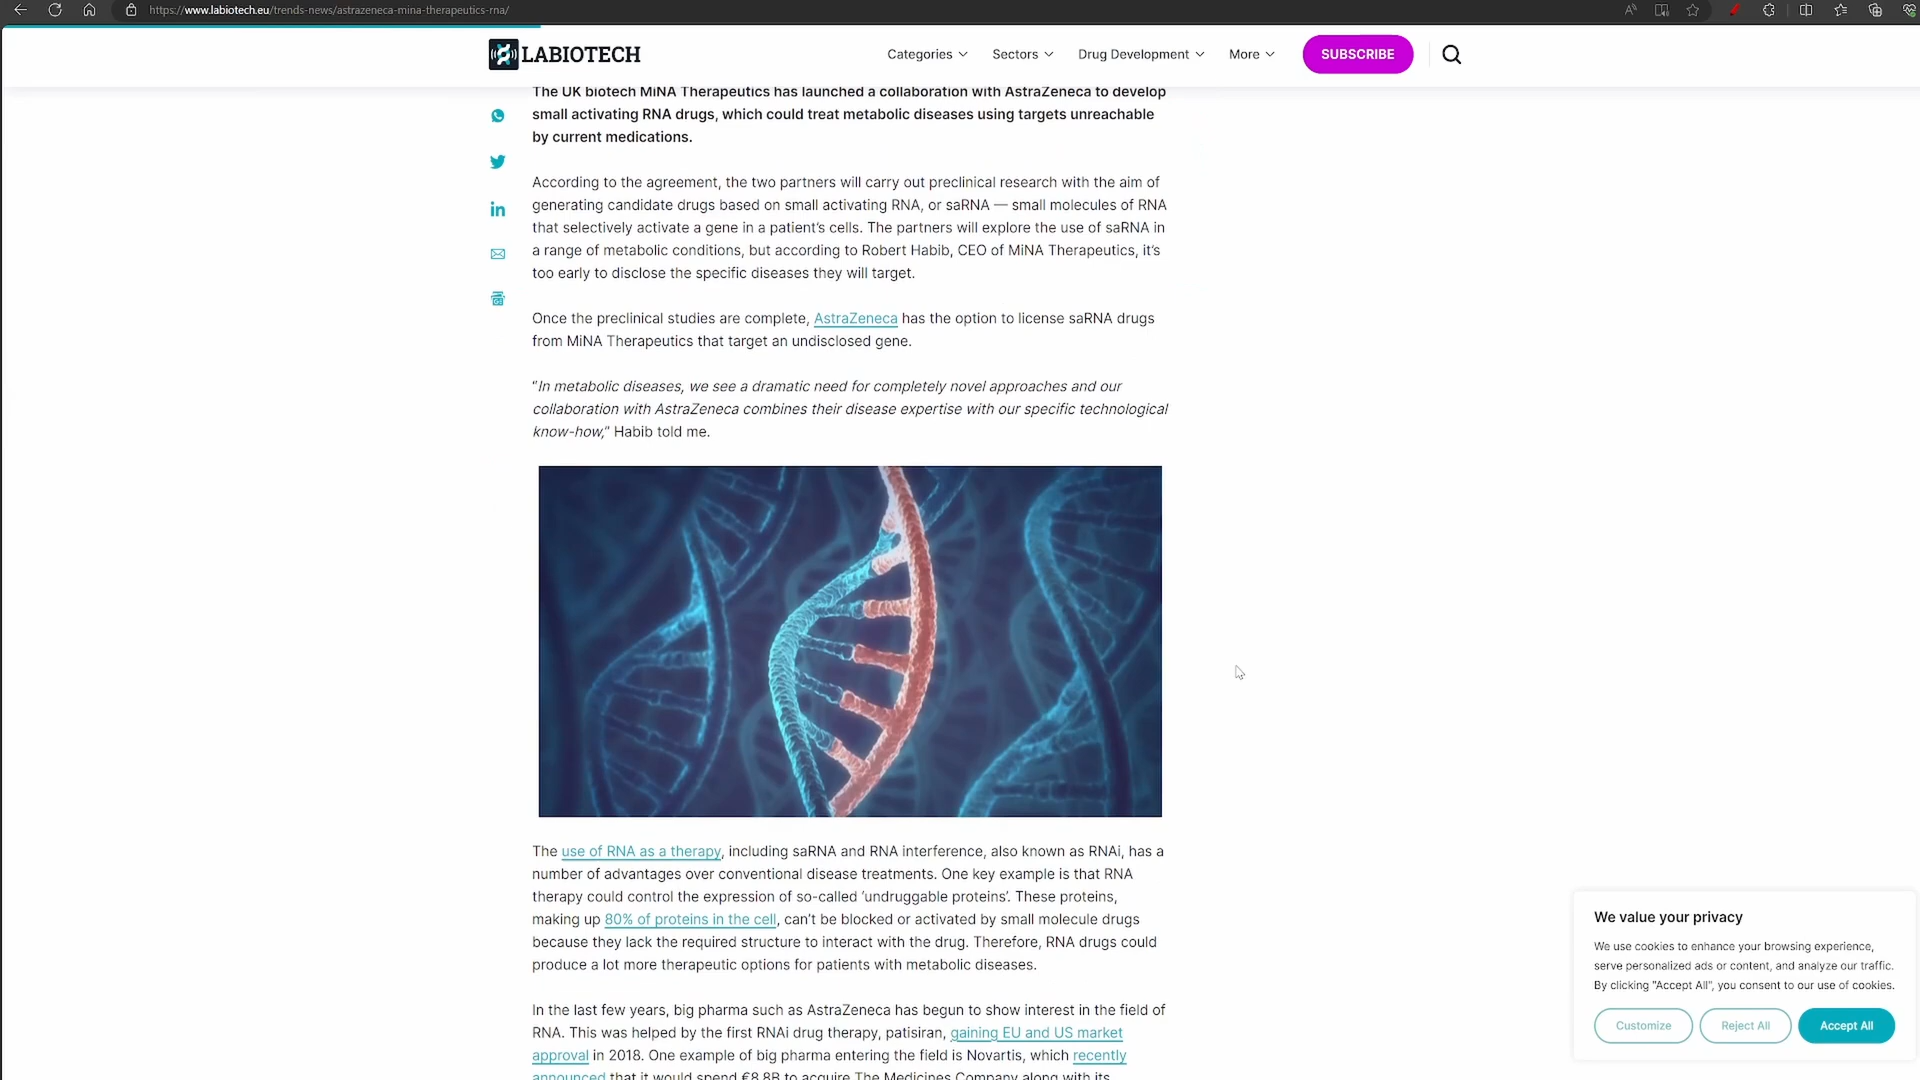 https://www.labiotech.eu/trends-news/astrazeneca-mina-therapeutics-rna/
LABIOTECH
Categories
Sectors
Drug Development
More
SUBSCRIBE
The UK biotech MiNA Therapeutics has launched a collaboration with AstraZeneca to develop
small activating RNA drugs, which could treat metabolic diseases using targets unreachable
by current medications.
According to the agreement, the two partners will carry out preclinical research with the aim of
generating candidate drugs based on small activating RNA, or saRNA — small molecules of RNA
that selectively activate a gene in a patient’s cells. The partners will explore the use of saRNA in
a range of metabolic conditions, but according to Robert Habib, CEO of MiNA Therapeutics, it’s
too early to disclose the specific diseases they will target.
Once the preclinical studies are complete, AstraZeneca has the option to license saRNA drugs
from MiNA Therapeutics that target an undisclosed gene.
“In metabolic diseases, we see a dramatic need for completely novel approaches and our
collaboration with AstraZeneca combines their disease expertise with our specific technological
know-how,” Habib told me.
The use of RNA as a therapy, including saRNA and RNA interference, also known as RNAi, has a
number of advantages over conventional disease treatments. One key example is that RNA
therapy could control the expression of so-called ‘undruggable proteins’. These proteins,
making up 80% of proteins in the cell, can’t be blocked or activated by small molecule drugs
because they lack the required structure to interact with the drug. Therefore, RNA drugs could
produce a lot more therapeutic options for patients with metabolic diseases.
In the last few years, big pharma such as AstraZeneca has begun to show interest in the field of
RNA. This was helped by the first RNAi drug therapy, patisiran, gaining EU and US market
approval in 2018. One example of big pharma entering the field is Novartis, which recently
announced that it would spend €8.8B to acquire The Medicines Company along with its
We value your privacy
We use cookies to enhance your browsing experience,
serve personalized ads or content, and analyze our traffic.
By clicking "Accept All", you consent to our use of cookies.
Customize
Reject All
Accept All